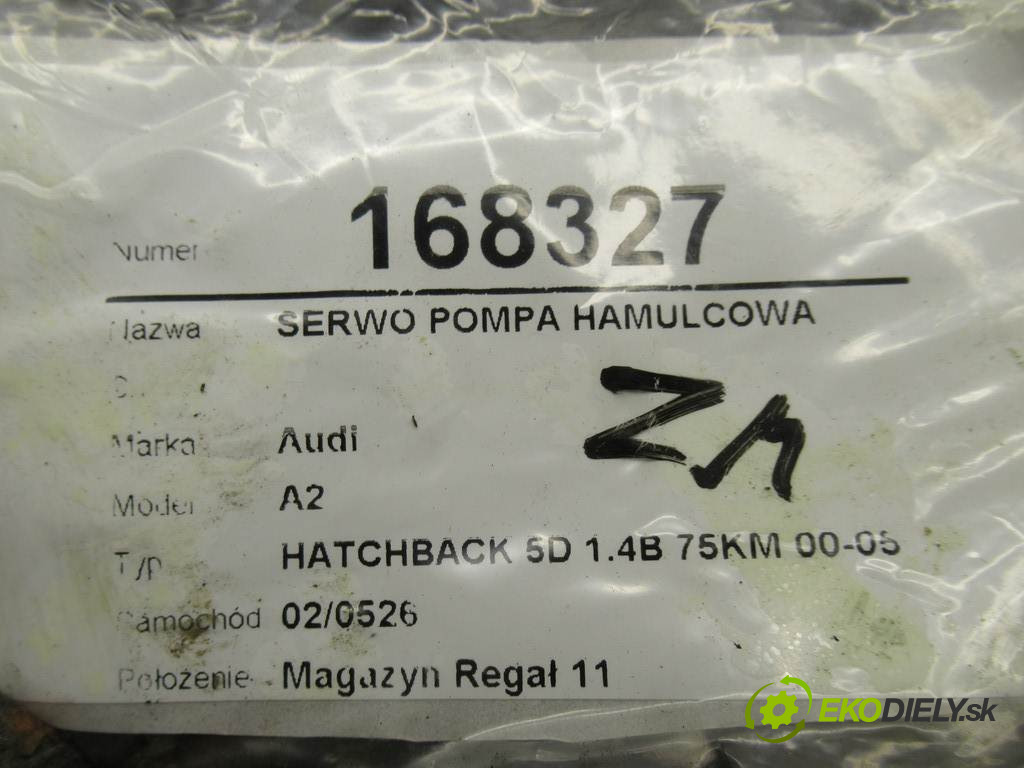 Numer 168327
Nazwa SERWO POMPA HAMULCOWA
Marka Audi
Model A2
Typ HATCHBACK 5D 1.4B 75KM 00-05
Samochód 02/0526
Położenie Magazyn Regał 11
EKODIELY.sk